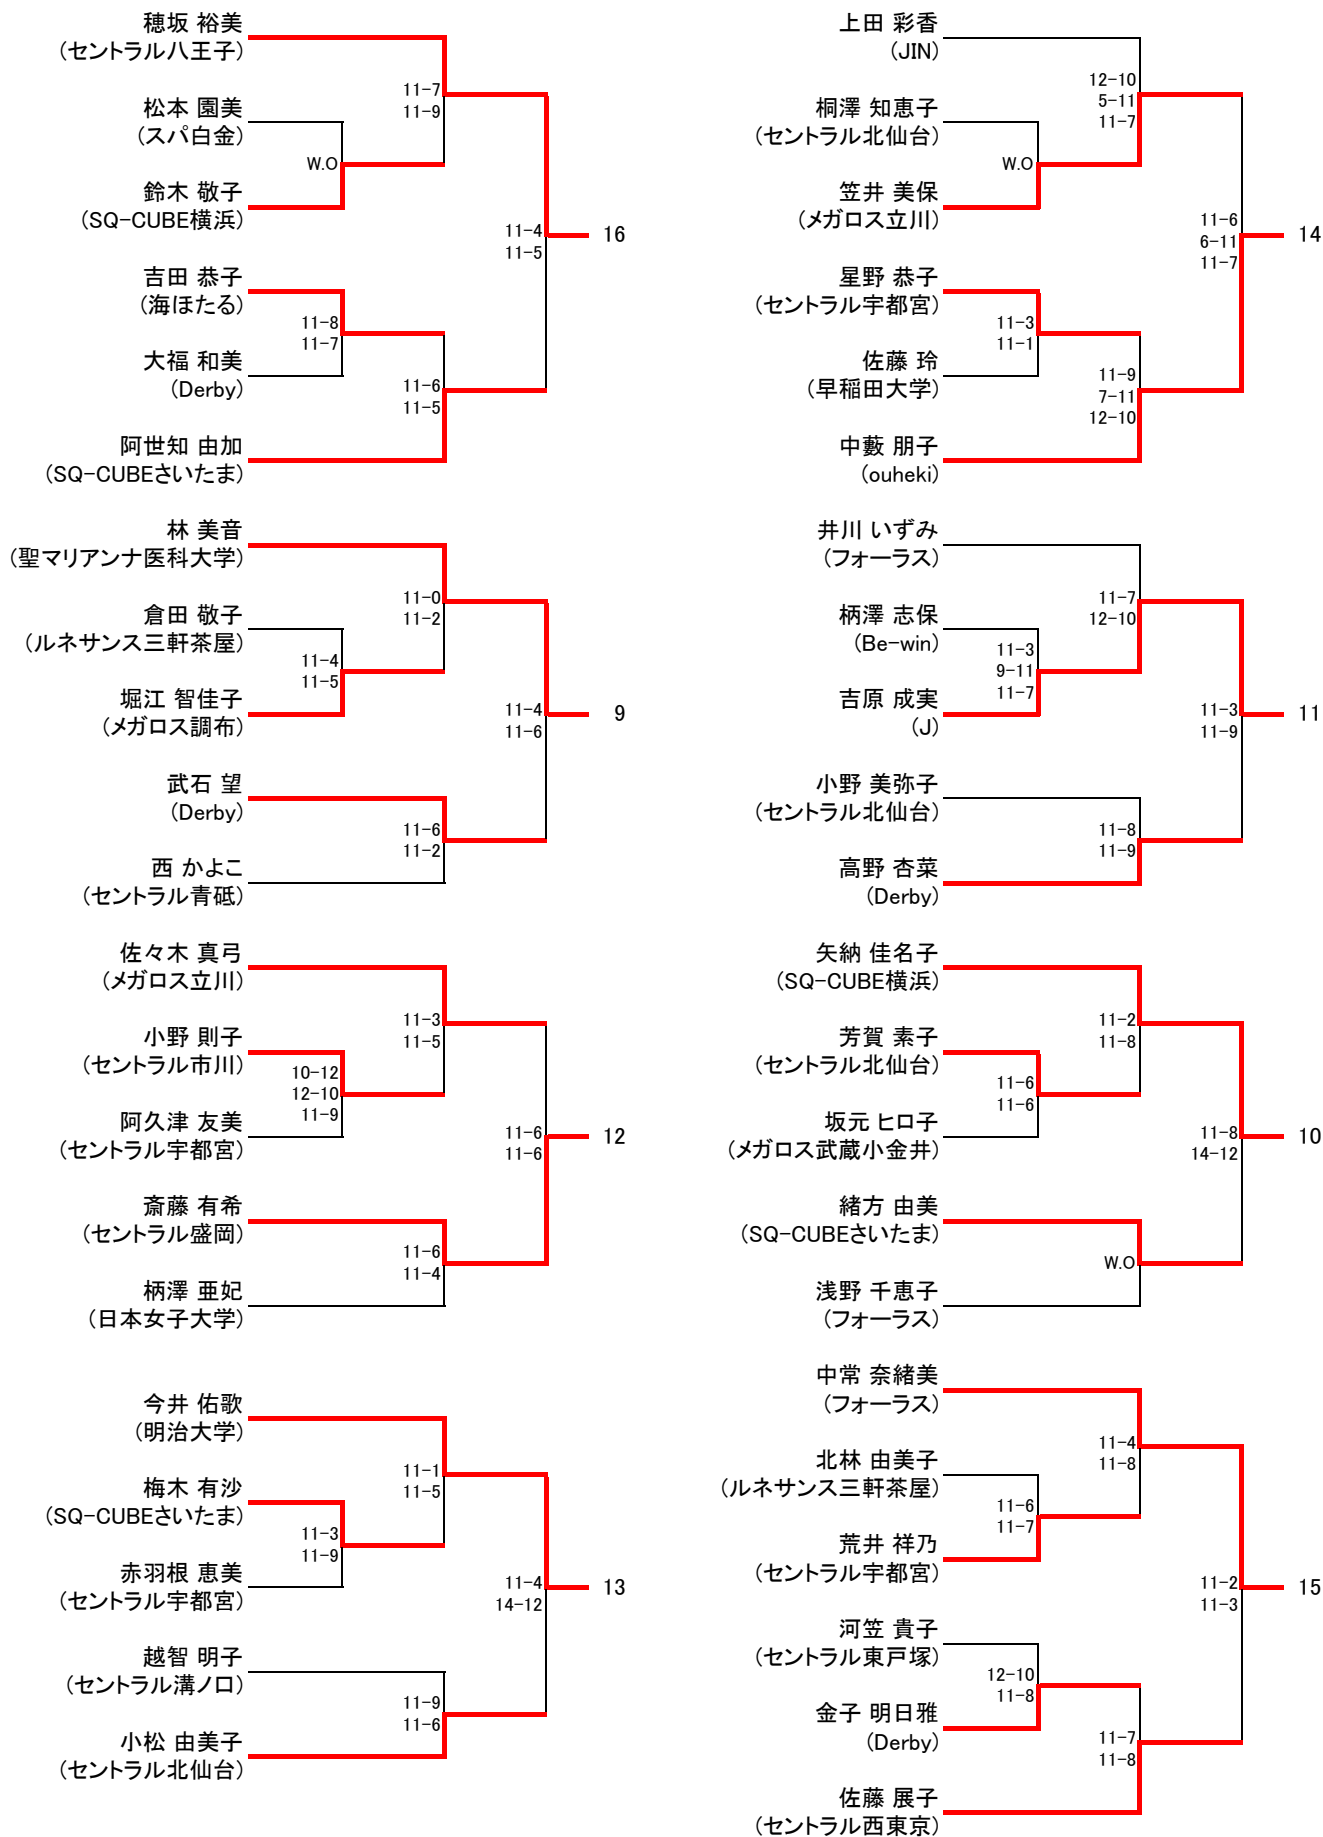 穂坂 裕美
(セントラル八王子)
11-7
11-9
松本 園美
(スパ白金)
W.O
鈴木 敬子
(SQ-CUBE横浜)
11-4
11-5
16
吉田 恭子
(海ほたる)
11-8
11-7
大福 和美
(Derby)
11-6
11-5
阿世知 由加
(SQ-CUBEさいたま)
林 美音
(聖マリアンナ医科大学)
11-0
11-2
倉田 敬子
(ルネサンス三軒茶屋)
11-4
11-5
堀江 智佳子
(メガロス調布)
11-4
11-6
9
武石 望
(Derby)
11-6
11-2
西 かよこ
(セントラル青砥)
佐々木 真弓
(メガロス立川)
11-3
11-5
小野 則子
(セントラル市川)
10-12
12-10
11-9
阿久津 友美
(セントラル宇都宮)
11-6
11-6
12
斎藤 有希
(セントラル盛岡)
11-6
11-4
柄澤 亜妃
(日本女子大学)
今井 佑歌
(明治大学)
11-1
11-5
梅木 有沙
(SQ-CUBEさいたま)
11-3
11-9
赤羽根 恵美
(セントラル宇都宮)
11-4
14-12
13
越智 明子
(セントラル溝ノ口)
11-9
11-6
小松 由美子
(セントラル北仙台)
上田 彩香
(JIN)
12-10
5-11
11-7
桐澤 知恵子
(セントラル北仙台)
W.O
笠井 美保
(メガロス立川)
11-6
6-11
11-7
14
星野 恭子
(セントラル宇都宮)
11-3
11-1
佐藤 玲
(早稲田大学)
11-9
7-11
12-10
中藪 朋子
(ouheki)
井川 いずみ
(フォーラス)
11-7
12-10
柄澤 志保
(Be-win)
11-3
9-11
11-7
吉原 成実
(J)
11-3
11-9
11
小野 美弥子
(セントラル北仙台)
11-8
11-9
高野 杏菜
(Derby)
矢納 佳名子
(SQ-CUBE横浜)
11-2
11-8
芳賀 素子
(セントラル北仙台)
11-6
11-6
坂元 ヒロ子
(メガロス武蔵小金井)
11-8
14-12
10
緒方 由美
(SQ-CUBEさいたま)
W.O
浅野 千恵子
(フォーラス)
中常 奈緒美
(フォーラス)
11-4
11-8
北林 由美子
(ルネサンス三軒茶屋)
11-6
11-7
荒井 祥乃
(セントラル宇都宮)
11-2
11-3
15
河笠 貴子
(セントラル東戸塚)
12-10
11-8
金子 明日雅
(Derby)
11-7
11-8
佐藤 展子
(セントラル西東京)